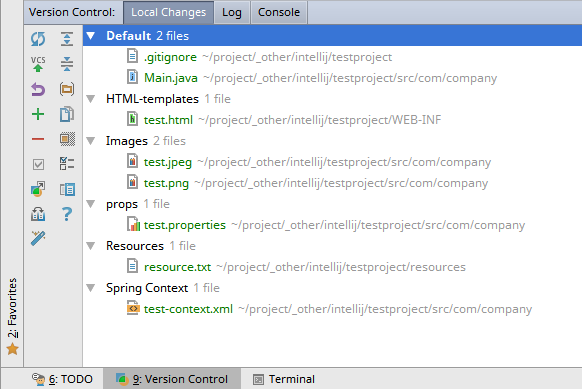 Version Control: Local Changes Log Console
Default 2 files
.gitignore ~/project/_other/intellij/testproject
VCS
Main.java ~/project/_other/intellij/testproject/src/com/company
HTML-templates 1 file
test.html ~/project/_other/intellij/testproject/WEB-INF
Images 2 files
test.jpeg ~/project/_other/intellij/testproject/src/com/company
test.png ~/project/_other/intellij/testproject/src/com/company
props 1 file
test.properties ~/project/_other/intellij/testproject/src/com/company
Resources 1 file
resource.txt ~/project/_other/intellij/testproject/resources
Spring Context 1 file
test-context.xml ~/project/_other/intellij/testproject/src/com/company
2: Favorites
6: TODO 9: Version Control Terminal